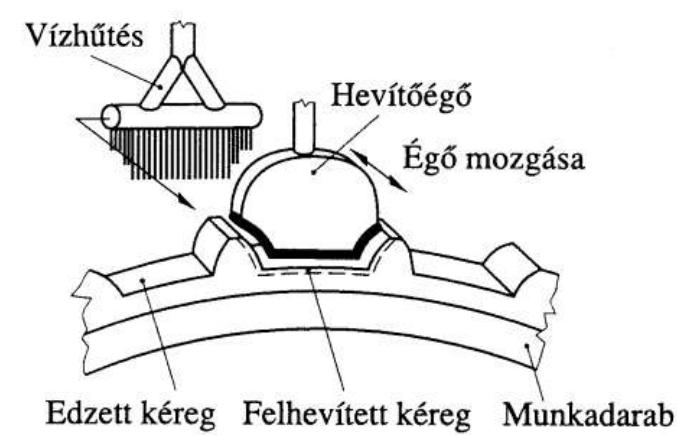 Vízhűtés
Hevítőégő
Égő mozgása
Edzett kéreg
Felhevített kéreg
Munkadarab